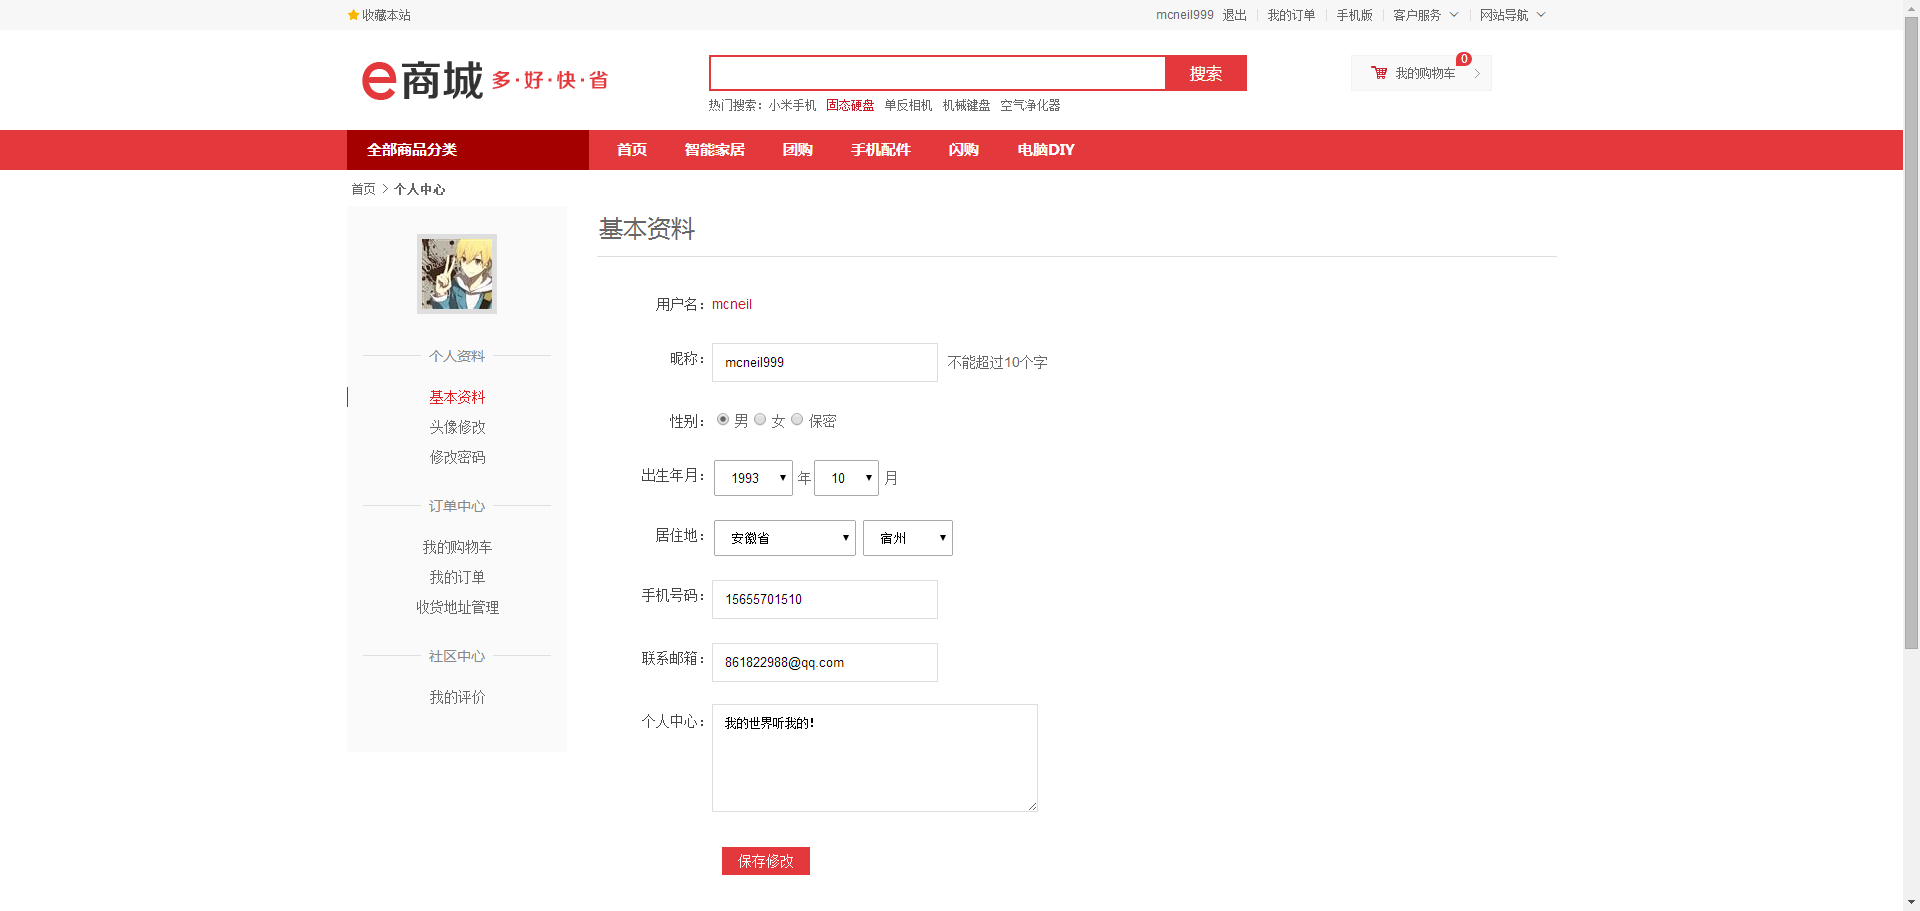 收藏本站
mcneil999 退出 我的订单 手机版 客户服务 网站导航
e商城 多·好·快·省
搜索
我的购物车 0
热门搜索：小米手机 固态硬盘 单反相机 机械键盘 空气净化器
全部商品分类 首页 智能家居 团购 手机配件 闪购 电脑DIY
首页 > 个人中心
个人资料
基本资料
头像修改
修改密码
订单中心
我的购物车
我的订单
收货地址管理
社区中心
我的评价
基本资料
用户名：mcneil
昵称：mcneil999 不能超过10个字
性别：男 女 保密
出生年月：1993 年 10 月
居住地：安徽省 宿州
手机号码：15655701510
联系邮箱：861822988@qq.com
个人中心：我的世界听我的！
保存修改